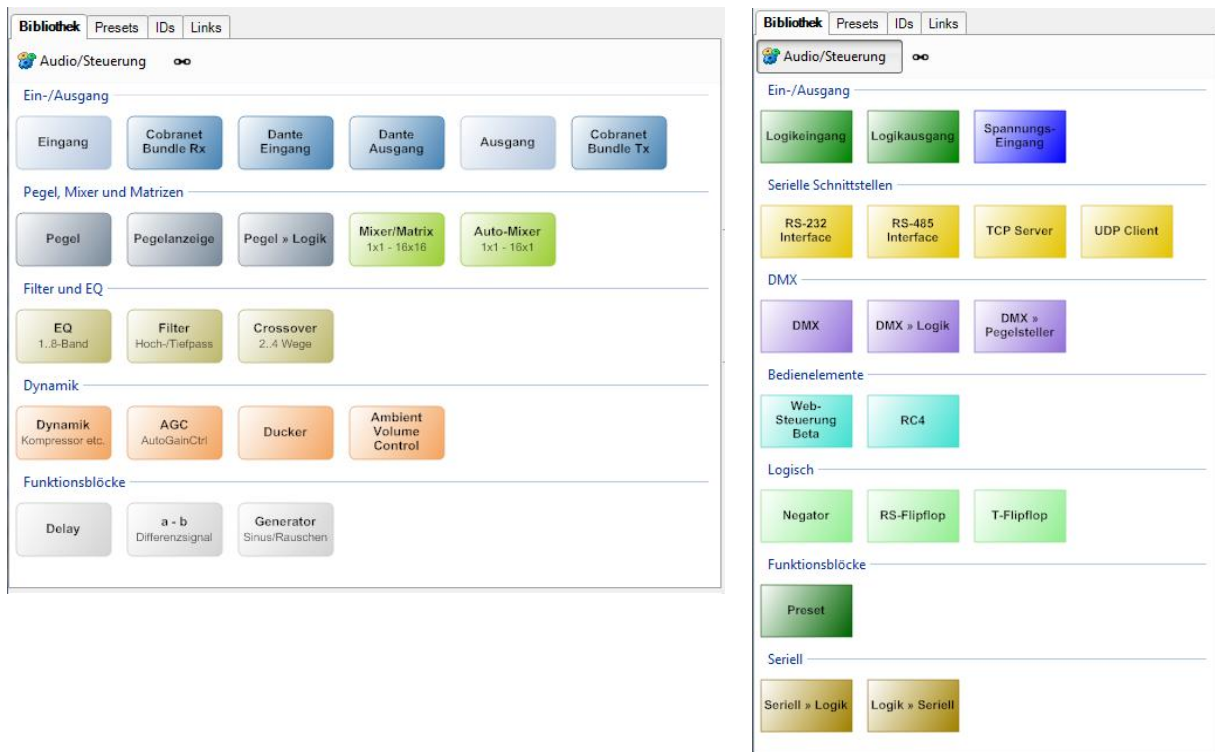 Bibliothek Presets IDs Links
Audio/Steuerung
Ein-/Ausgang
Eingang
Cobranet
Bundle Rx
Dante
Eingang
Dante
Ausgang
Ausgang
Cobranet
Bundle Tx
Pegel, Mixer und Matrizen
Pegel
Pegelanzeige
Pegel » Logik
Mixer/Matrix
1x1 - 16x16
Auto-Mixer
1x1 - 16x1
Filter und EQ
EQ
1..8-Band
Filter
Hoch-/Tiefpass
Crossover
2..4 Wege
Dynamik
Dynamik
Kompressor etc.
AGC
AutoGainCtrl
Ducker
Ambient
Volume
Control
Funktionsblöcke
Delay
a - b
Differenzsignal
Generator
Sinus/Rauschen
Bibliothek Presets IDs Links
Audio/Steuerung
Ein-/Ausgang
Logikeingang
Logikausgang
Spannungs-
Eingang
Serielle Schnittstellen
RS-232
Interface
RS-485
Interface
TCP Server
UDP Client
DMX
DMX
DMX » Logik
DMX »
Pegelsteller
Bedienelemente
Web-
Steuerung
Beta
RC4
Logisch
Negator
RS-Flipflop
T-Flipflop
Funktionsblöcke
Preset
Seriell
Seriell » Logik
Logik » Seriell